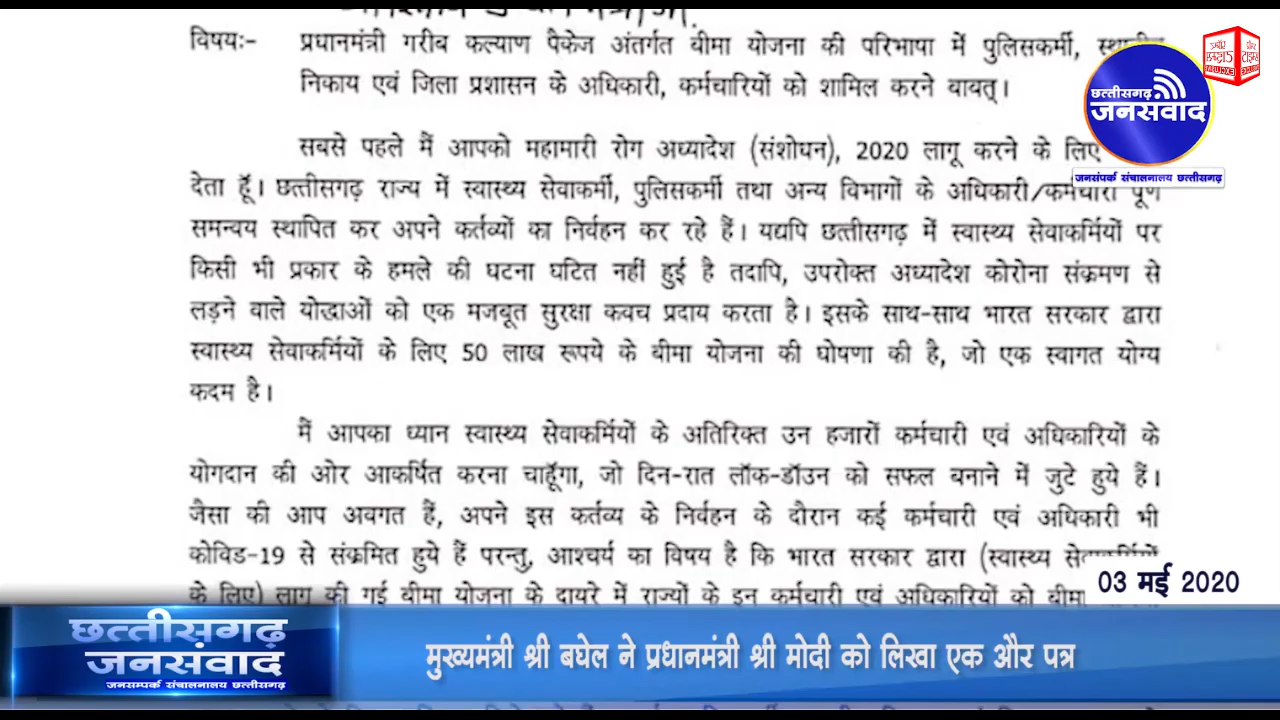 विषयः- प्रधानमंत्री गरीब कल्याण पैकेज अंतर्गत बीमा योजना की परिभाषा में पुलिसकर्मी,
निकाय एवं जिला प्रशासन के अधिकारी, कर्मचारियों को शामिल करने बाबत्।
छत्तीसगढ़
जनसंवाद
जनसंपर्क संचालनालय छत्तीसगढ़
सबसे पहले मैं आपको महामारी रोग अध्यादेश (संशोधन), 2020 लागू करने के लिए
देता हूॅं। छत्तीसगढ़ राज्य में स्वास्थ्य सेवाकर्मी, पुलिसकर्मी तथा अन्य विभागों के अधिकारी/कर्मचारी पूर्ण
समन्वय स्थापित कर अपने कर्तव्यों का निर्वहन कर रहे हैं। यद्यपि छत्तीसगढ़ में स्वास्थ्य सेवाकर्मियों पर
किसी भी प्रकार के हमले की घटना घटित नहीं हुई है तदापि, उपरोक्त अध्यादेश कोरोना संक्रमण से
लड़ने वाले योद्धाओं को एक मजबूत सुरक्षा कवच प्रदाय करता है। इसके साथ-साथ भारत सरकार द्वारा
स्वास्थ्य सेवाकर्मियों के लिए 50 लाख रूपये के बीमा योजना की घोषणा की है, जो एक स्वागत योग्य
कदम है।
मैं आपका ध्यान स्वास्थ्य सेवाकर्मियों के अतिरिक्त उन हजारों कर्मचारी एवं अधिकारियों के
योगदान की ओर आकर्षित करना चाहूॅंगा, जो दिन-रात लॉक-डॉउन को सफल बनाने में जुटे हुये हैं।
जैसा की आप अवगत हैं, अपने इस कर्तव्य के निर्वहन के दौरान कई कर्मचारी एवं अधिकारी भी
कोविड-19 से संक्रमित हुये हैं परन्तु, आश्चर्य का विषय है कि भारत सरकार द्वारा (स्वास्थ्य सेवाकर्मियों
के लिए) लागू की गई बीमा योजना के दायरे में राज्यों के इन कर्मचारी एवं अधिकारियों को बीमा
03 मई 2020
छत्तीसगढ़
जनसंवाद
जनसम्पर्क संचालनालय छत्तीसगढ़
मुख्यमंत्री श्री बघेल ने प्रधानमंत्री श्री मोदी को लिखा एक और पत्र